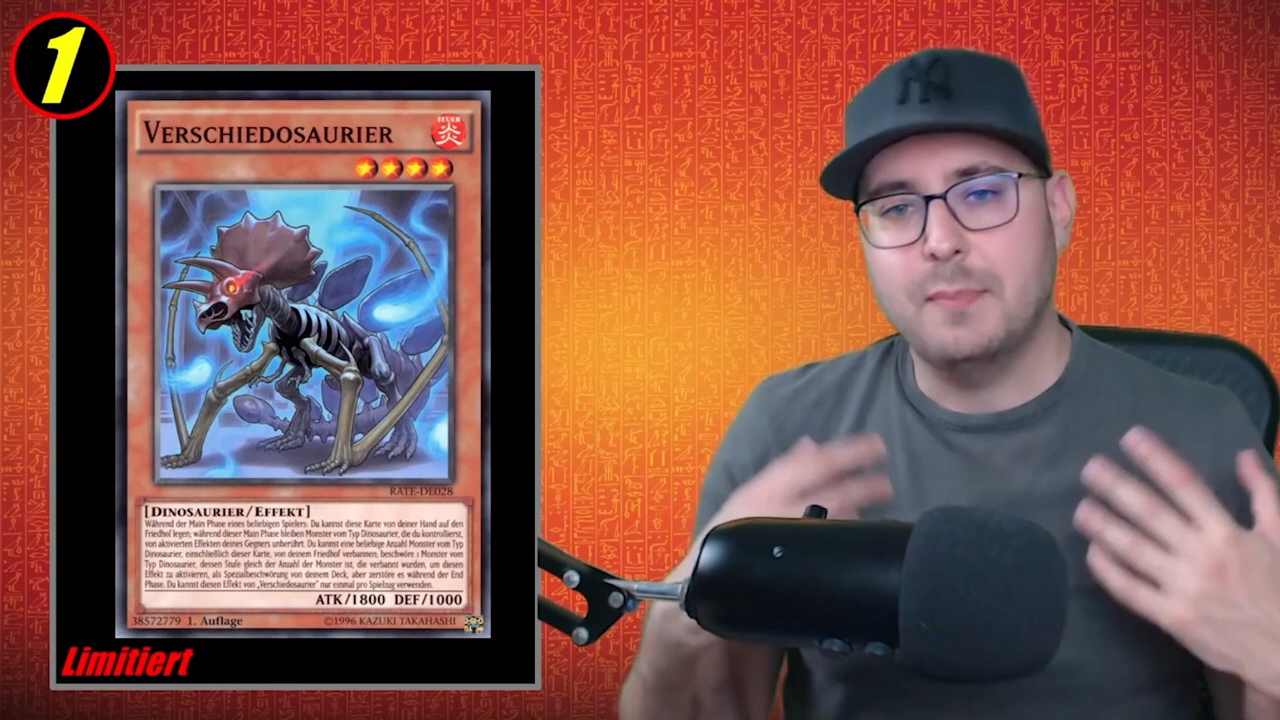 1
VERSCHIEDOSAURIER
FEUER
炎
NY
RATE-DE028
[DINOSAURIER/EFFEKT]
Während der Main Phase eines beliebigen Spielers: Du kannst diese Karte von deiner Hand auf den
Friedhof legen; während dieser Main Phase bleiben Monster vom Typ Dinosaurier, die du kontrollierst,
von aktivierten Effekten deines Gegners unberührt. Du kannst eine beliebige Anzahl Monster vom Typ
Dinosaurier, einschließlich dieser Karte, von deinem Friedhof verbannen; beschwöre 1 Monster vom
Typ Dinosaurier, dessen Stufe gleich der Anzahl der Monster ist, die verbannt wurden, um diesen
Effekt zu aktivieren, als Spezialbeschwörung von deinem Deck, aber zerstöre es während der End
Phase. Du kannst diesen Effekt von „Verschiedosaurier" nur einmal pro Spielzug verwenden.
ATK/1800 DEF/1000
38572779 1. Auflage ©1996 KAZUKI TAKAHASHI
Limitiert